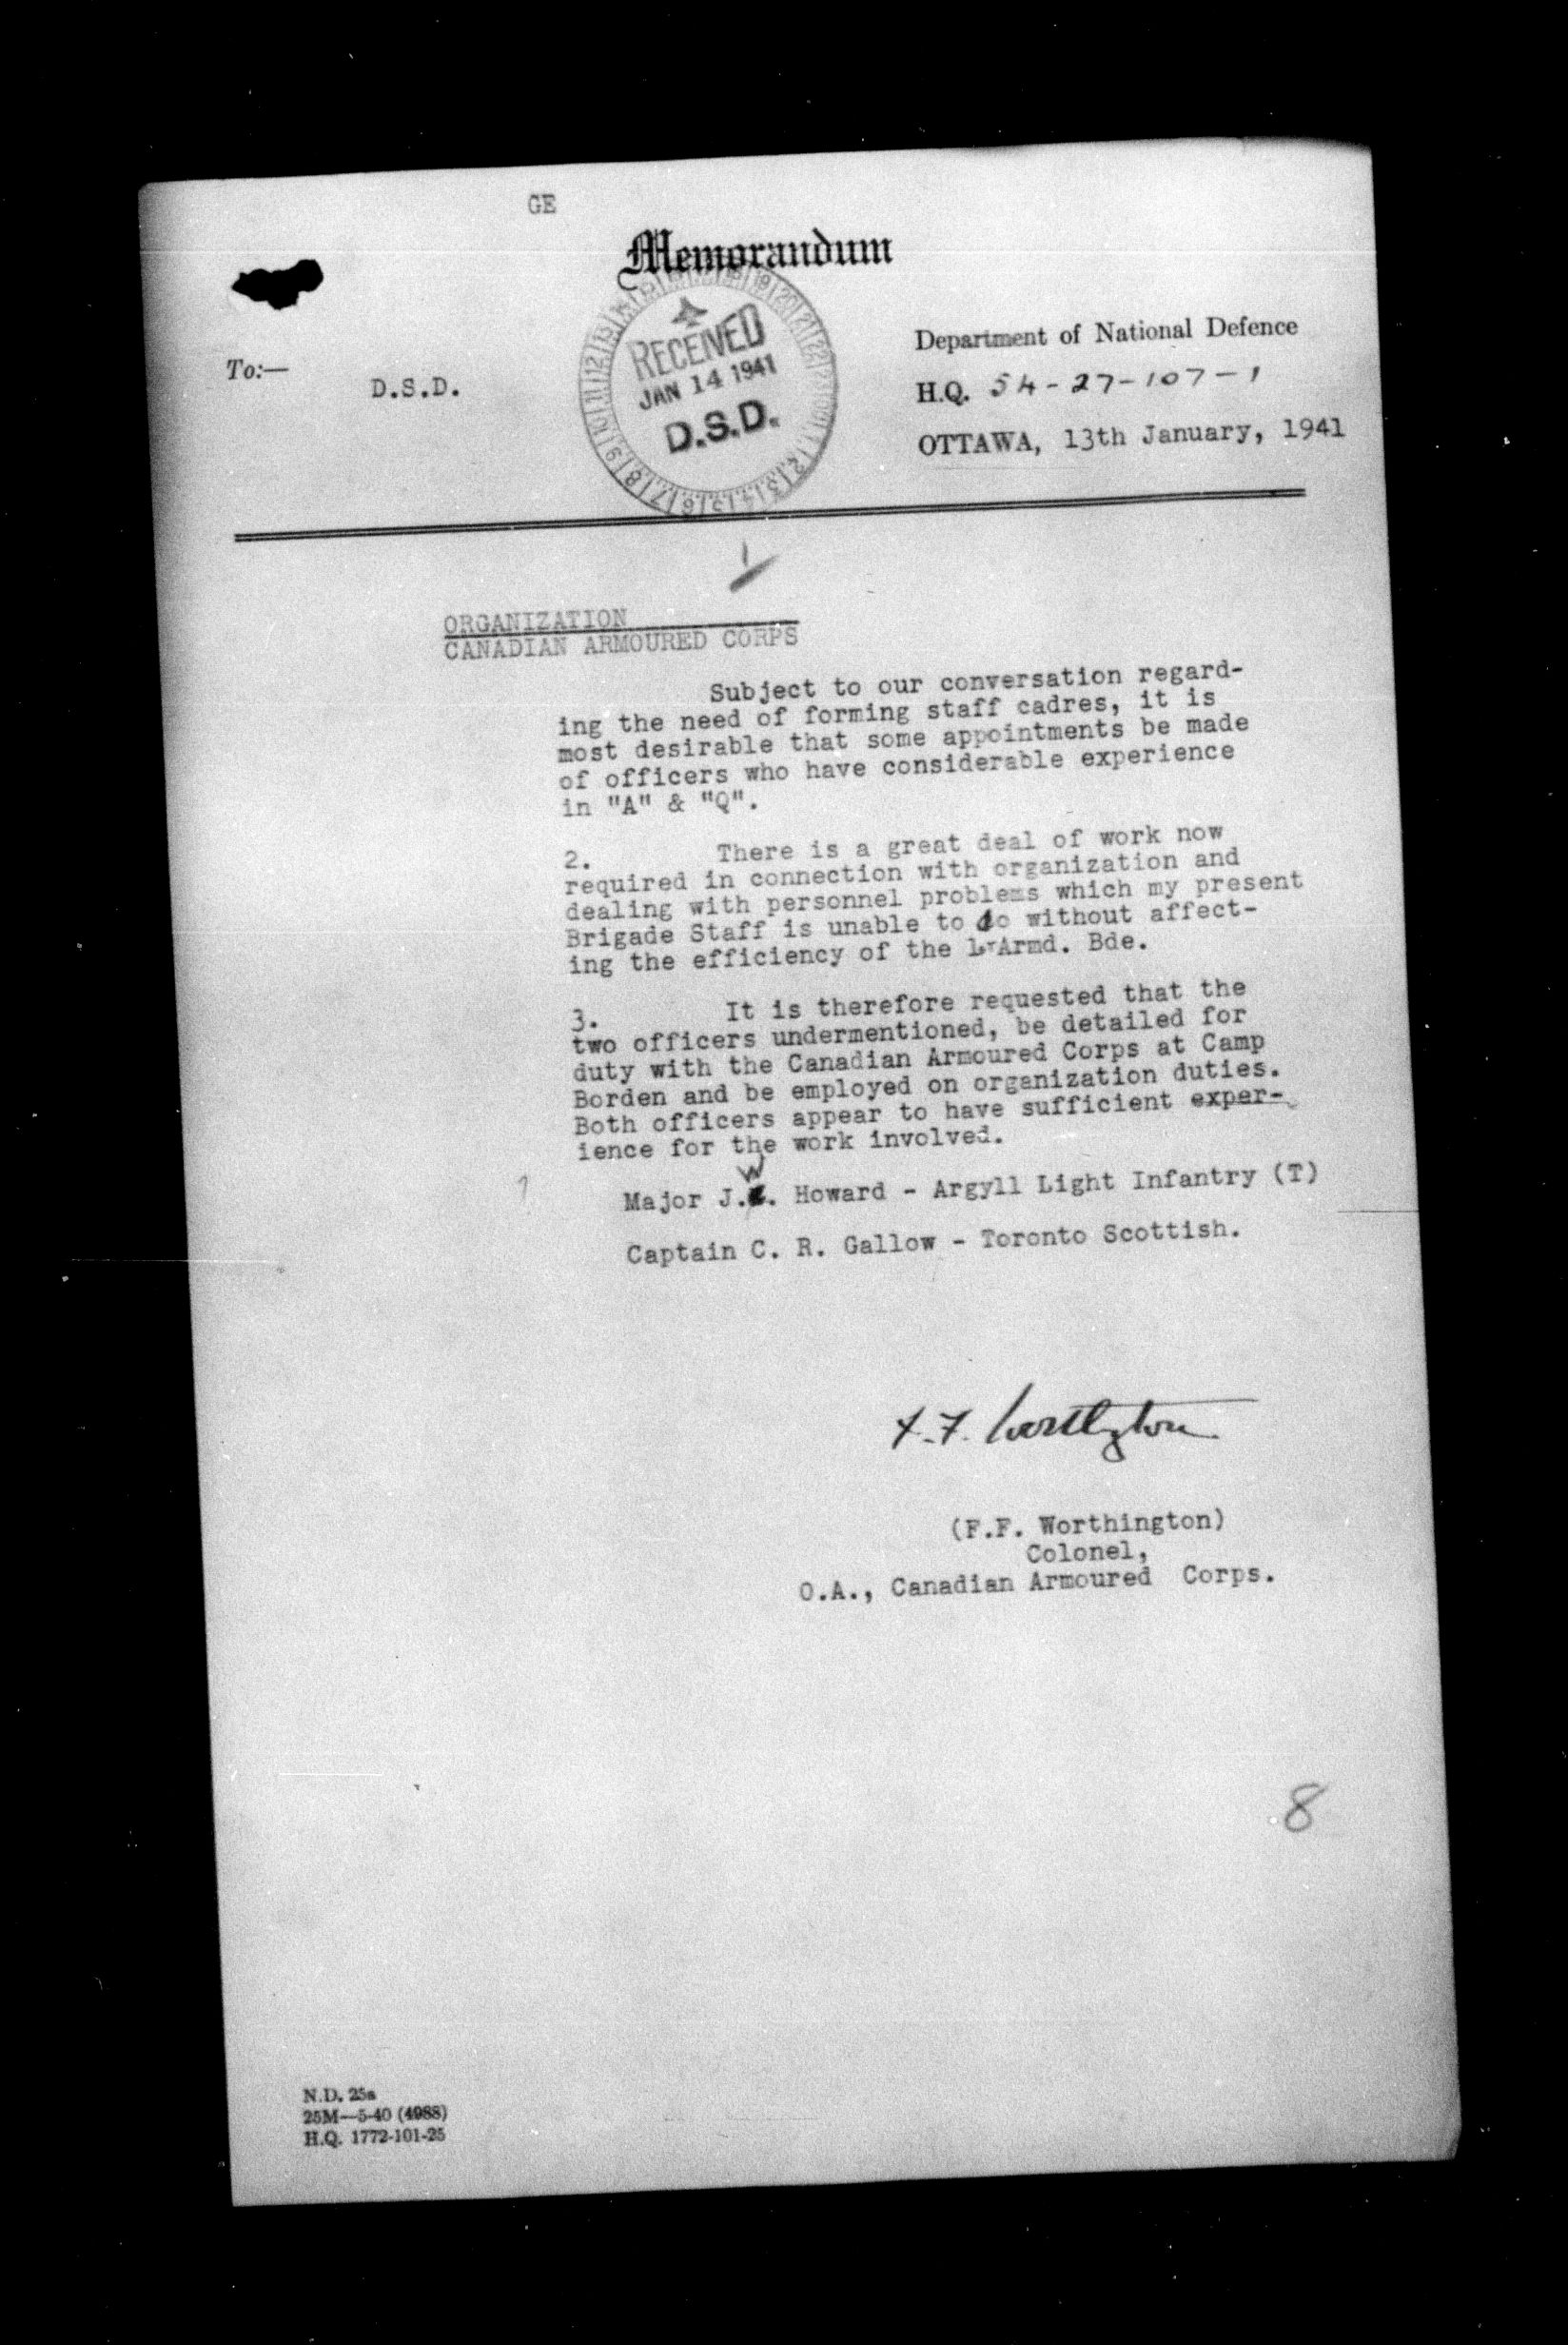 GE
Memorandum
To:—
D.S.D.
RECEIVED
JAN 14 1941
D.S.D.
Department of National Defence
H.Q. 54-27-107-1
OTTAWA, 13th January, 1941
ORGANIZATION
CANADIAN ARMOURED CORPS
Subject to our conversation regard-
ing the need of forming staff cadres, it is
most desirable that some appointments be made
of officers who have considerable experience
in "A" & "Q".
2. There is a great deal of work now
required in connection with organization and
dealing with personnel problems which my present
Brigade Staff is unable to do without affect-
ing the efficiency of the Armd. Bde.
3. It is therefore requested that the
two officers undermentioned, be detailed for
duty with the Canadian Armoured Corps at Camp
Borden and be employed on organization duties.
Both officers appear to have sufficient exper-
ience for the work involved.
Major J.W. Howard - Argyll Light Infantry (T)
Captain C. R. Gallow - Toronto Scottish.
F.F. Worthington
(F.F. Worthington)
Colonel,
O.A., Canadian Armoured Corps.
8
N.D. 25a
25M—5-40 (4988)
H.Q. 1772-101-25